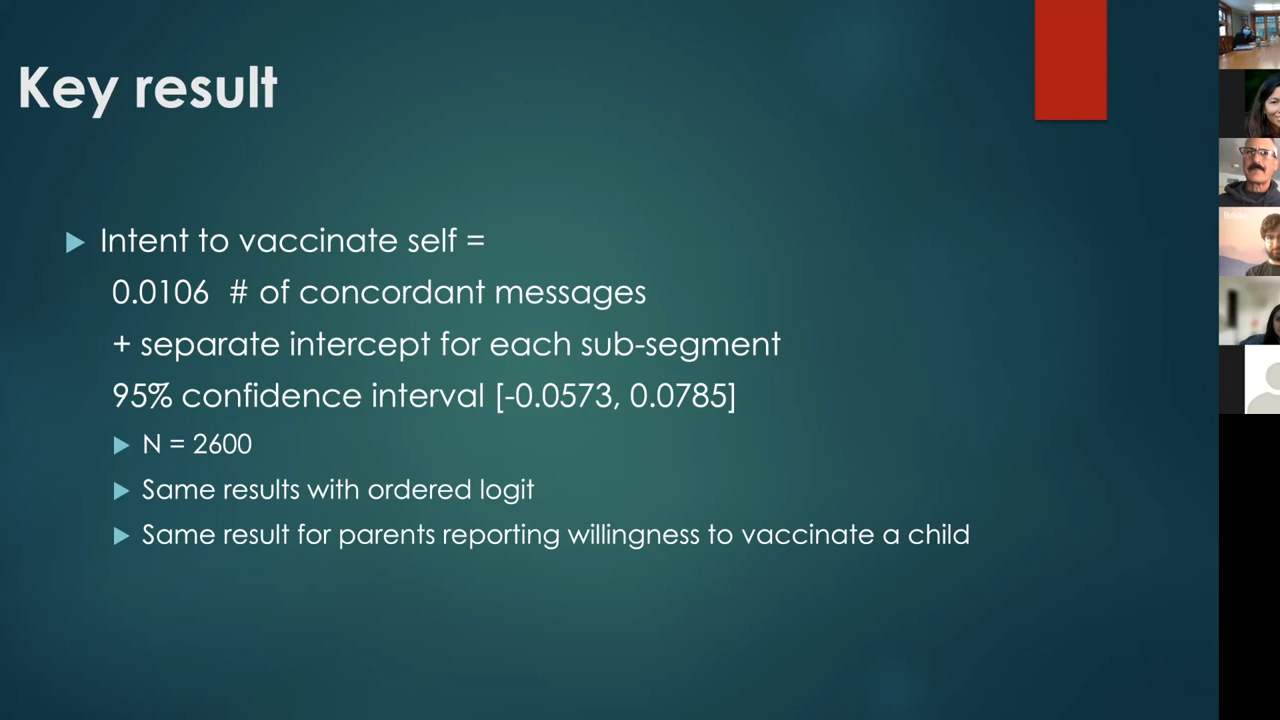 Key result
Intent to vaccinate self =
0.0106 # of concordant messages
+ separate intercept for each sub-segment
95% confidence interval [-0.0573, 0.0785]
N = 2600
Same results with ordered logit
Same result for parents reporting willingness to vaccinate a child